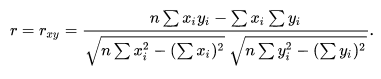 r = r_{xy} = \frac{n \sum x_i y_i - \sum x_i \sum y_i}{\sqrt{n \sum x_i^2 - (\sum x_i)^2} \sqrt{n \sum y_i^2 - (\sum y_i)^2}}.